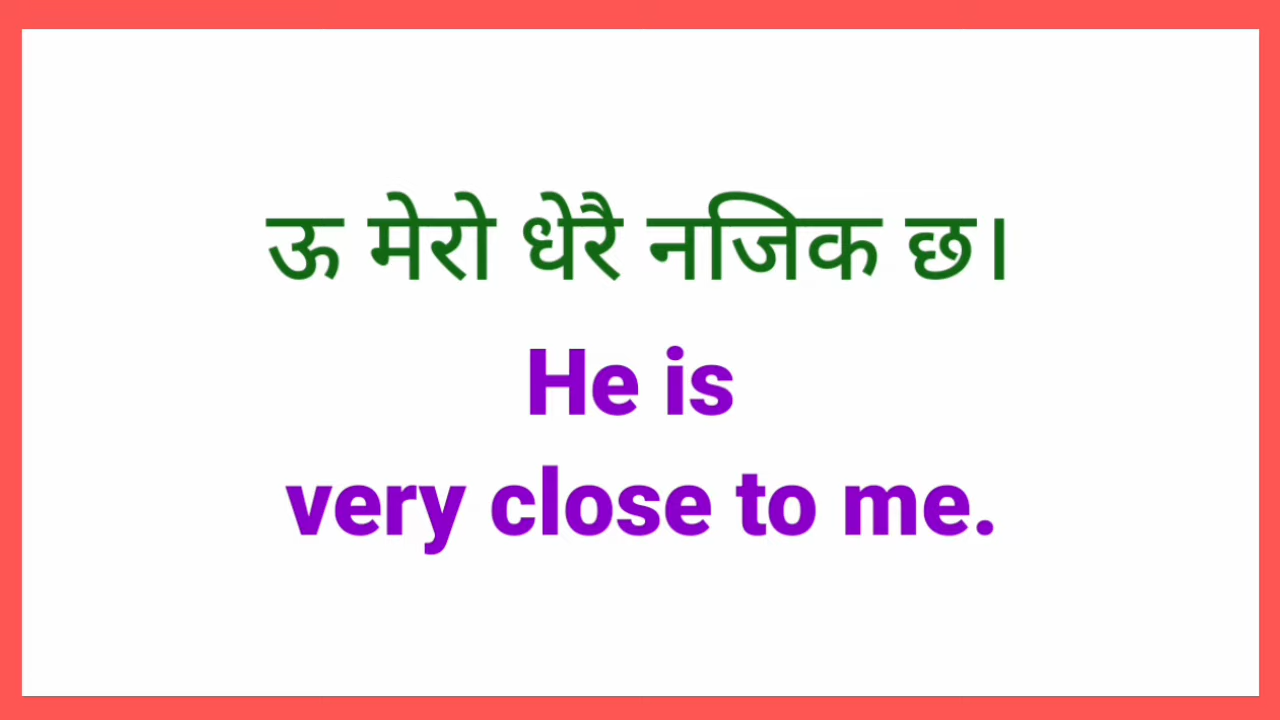 ऊ मेरो धेरै नजिक छ।
He is
very close to me.